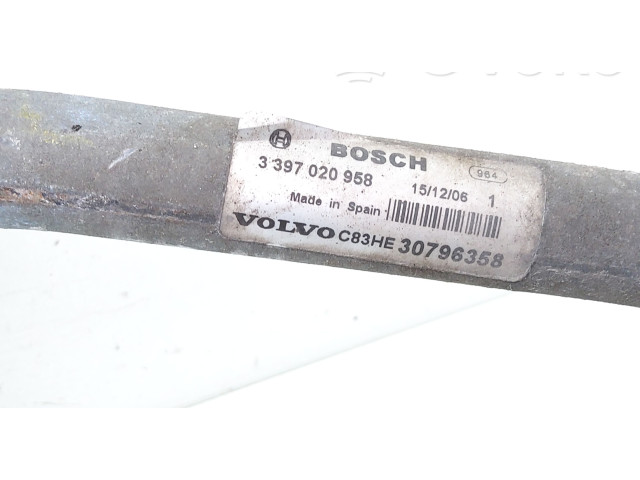 BOSCH 964
3 397 020 958 15/12/06 1
Made in Spain
VOLVO C83HE 30796358